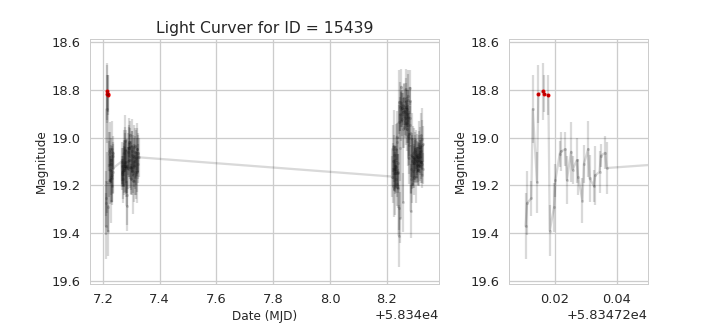 Light Curver for ID = 15439
18.6
18.8
19.0
19.2
19.4
19.6
Magnitude
7.2 7.4 7.6 7.8 8.0 8.2
Date (MJD)
+5.834e4
18.6
18.8
19.0
19.2
19.4
19.6
Magnitude
0.02 0.04
+5.83472e4